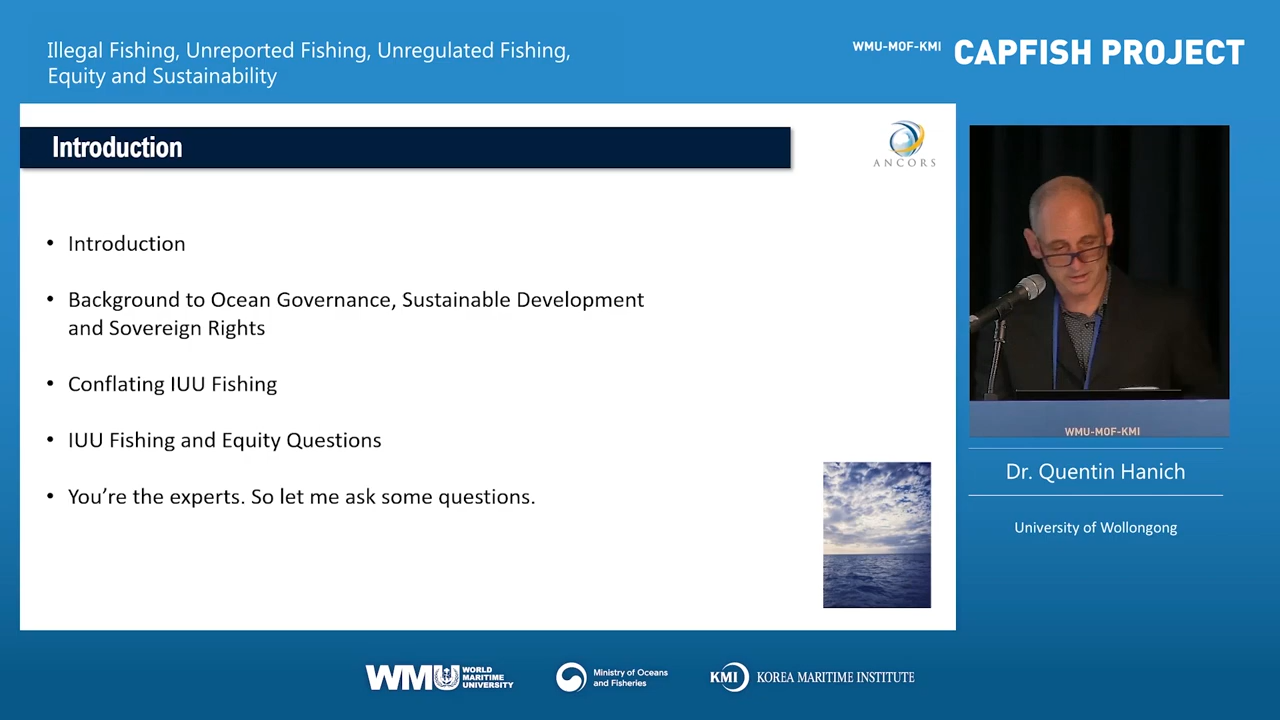 Illegal Fishing, Unreported Fishing, Unregulated Fishing,
Equity and Sustainability
WMU-MOF-KMI CAPFISH PROJECT
Introduction
ANCORS
• Introduction
• Background to Ocean Governance, Sustainable Development
and Sovereign Rights
• Conflating IUU Fishing
• IUU Fishing and Equity Questions
• You’re the experts. So let me ask some questions.
WMU-MOF-KMI
Dr. Quentin Hanich
University of Wollongong
WMU WORLD
MARITIME
UNIVERSITY
Ministry of Oceans
and Fisheries
KMI KOREA MARITIME INSTITUTE